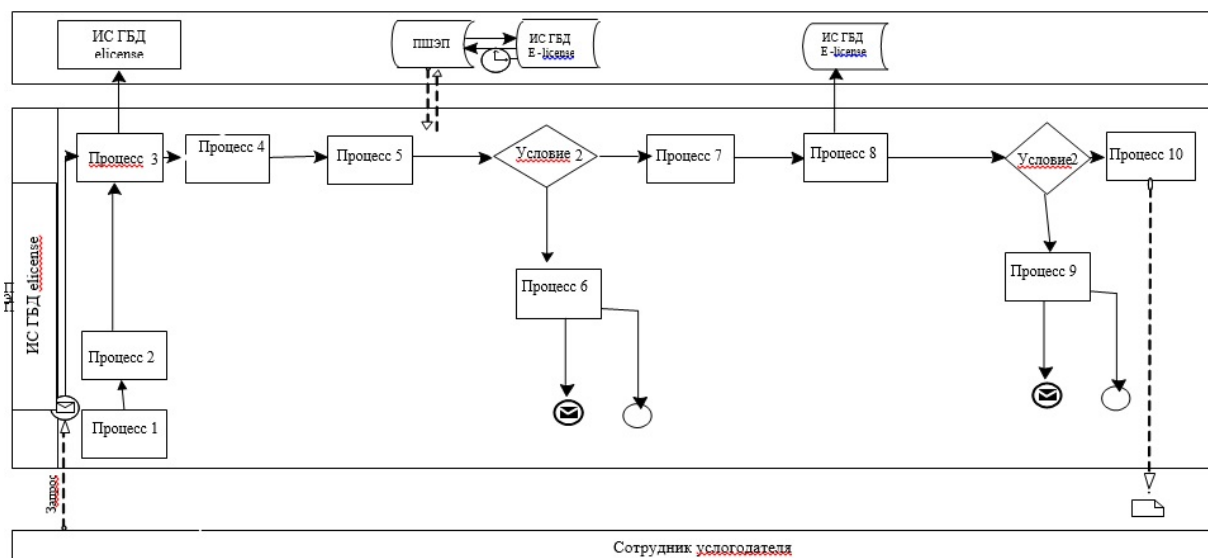 ИС ГБД
elicense
ПШЭП
ИС ГБД
E -license
ИС ГБД
E -license
Процесс 3
Процесс 4
Процесс 5
Условие 2
Процесс 7
Процесс 8
Условие2
Процесс 10
ИС ГБД elicense
Процесс 6
Процесс 9
Процесс 2
Процесс 1
Запрос
Сотрудник услогодателя